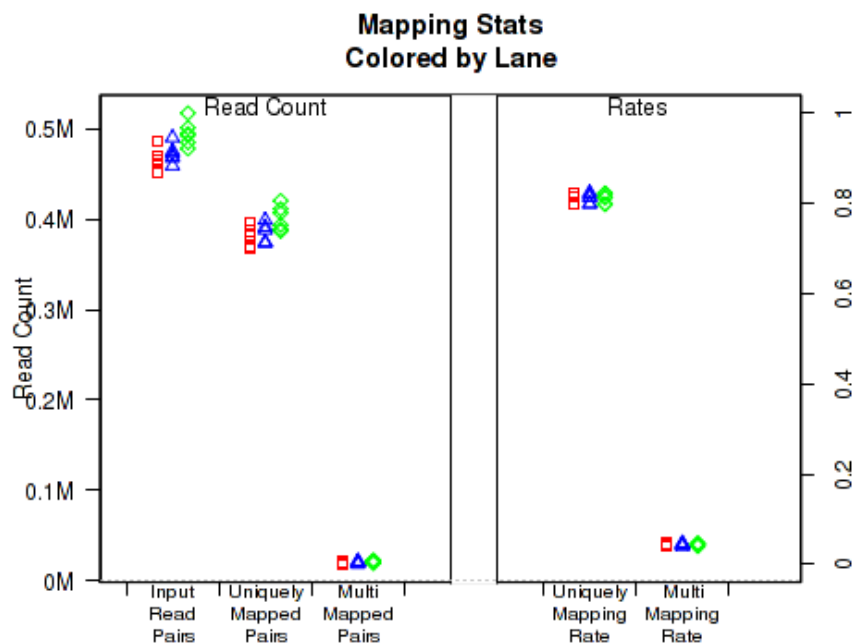 Mapping Stats
Colored by Lane
Read Count
Rates
Read Count
0.5M
0.4M
0.3M
0.2M
0.1M
0M
1
0.8
0.6
0.4
0.2
0
Input
Read
Pairs
Uniquely
Mapped
Pairs
Multi
Mapped
Pairs
Uniquely
Mapping
Rate
Multi
Mapping
Rate